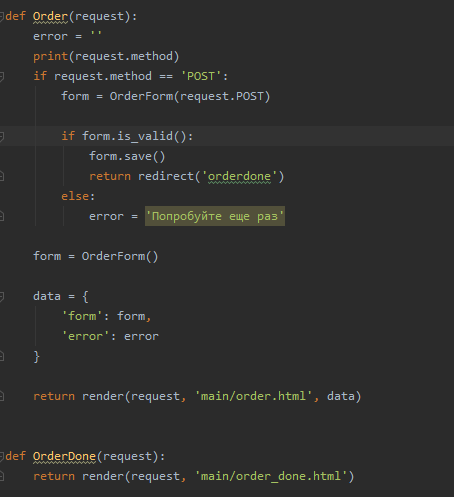 def Order(request):
    error = ''
    print(request.method)
    if request.method == 'POST':
        form = OrderForm(request.POST)

        if form.is_valid():
            form.save()
            return redirect('orderdone')
        else:
            error = 'Попробуйте еще раз'

    form = OrderForm()

    data = {
        'form': form,
        'error': error
    }

    return render(request, 'main/order.html', data)


def OrderDone(request):
    return render(request, 'main/order_done.html')